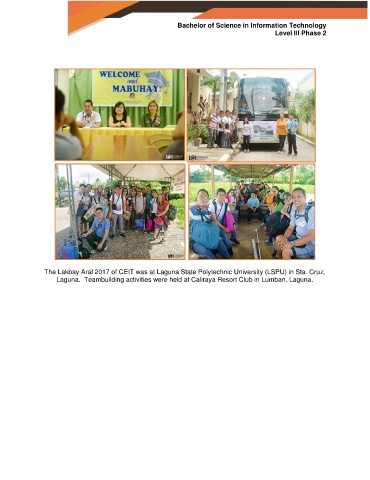 Bachelor of Science in Information Technology
Level III Phase 2
WELCOME
and
MABUHAY!
The Lakbay Aral 2017 of CEIT was at Laguna State Polytechnic University (LSPU) in Sta. Cruz,
Laguna. Teambuilding activities were held at Caliraya Resort Club in Lumban, Laguna.